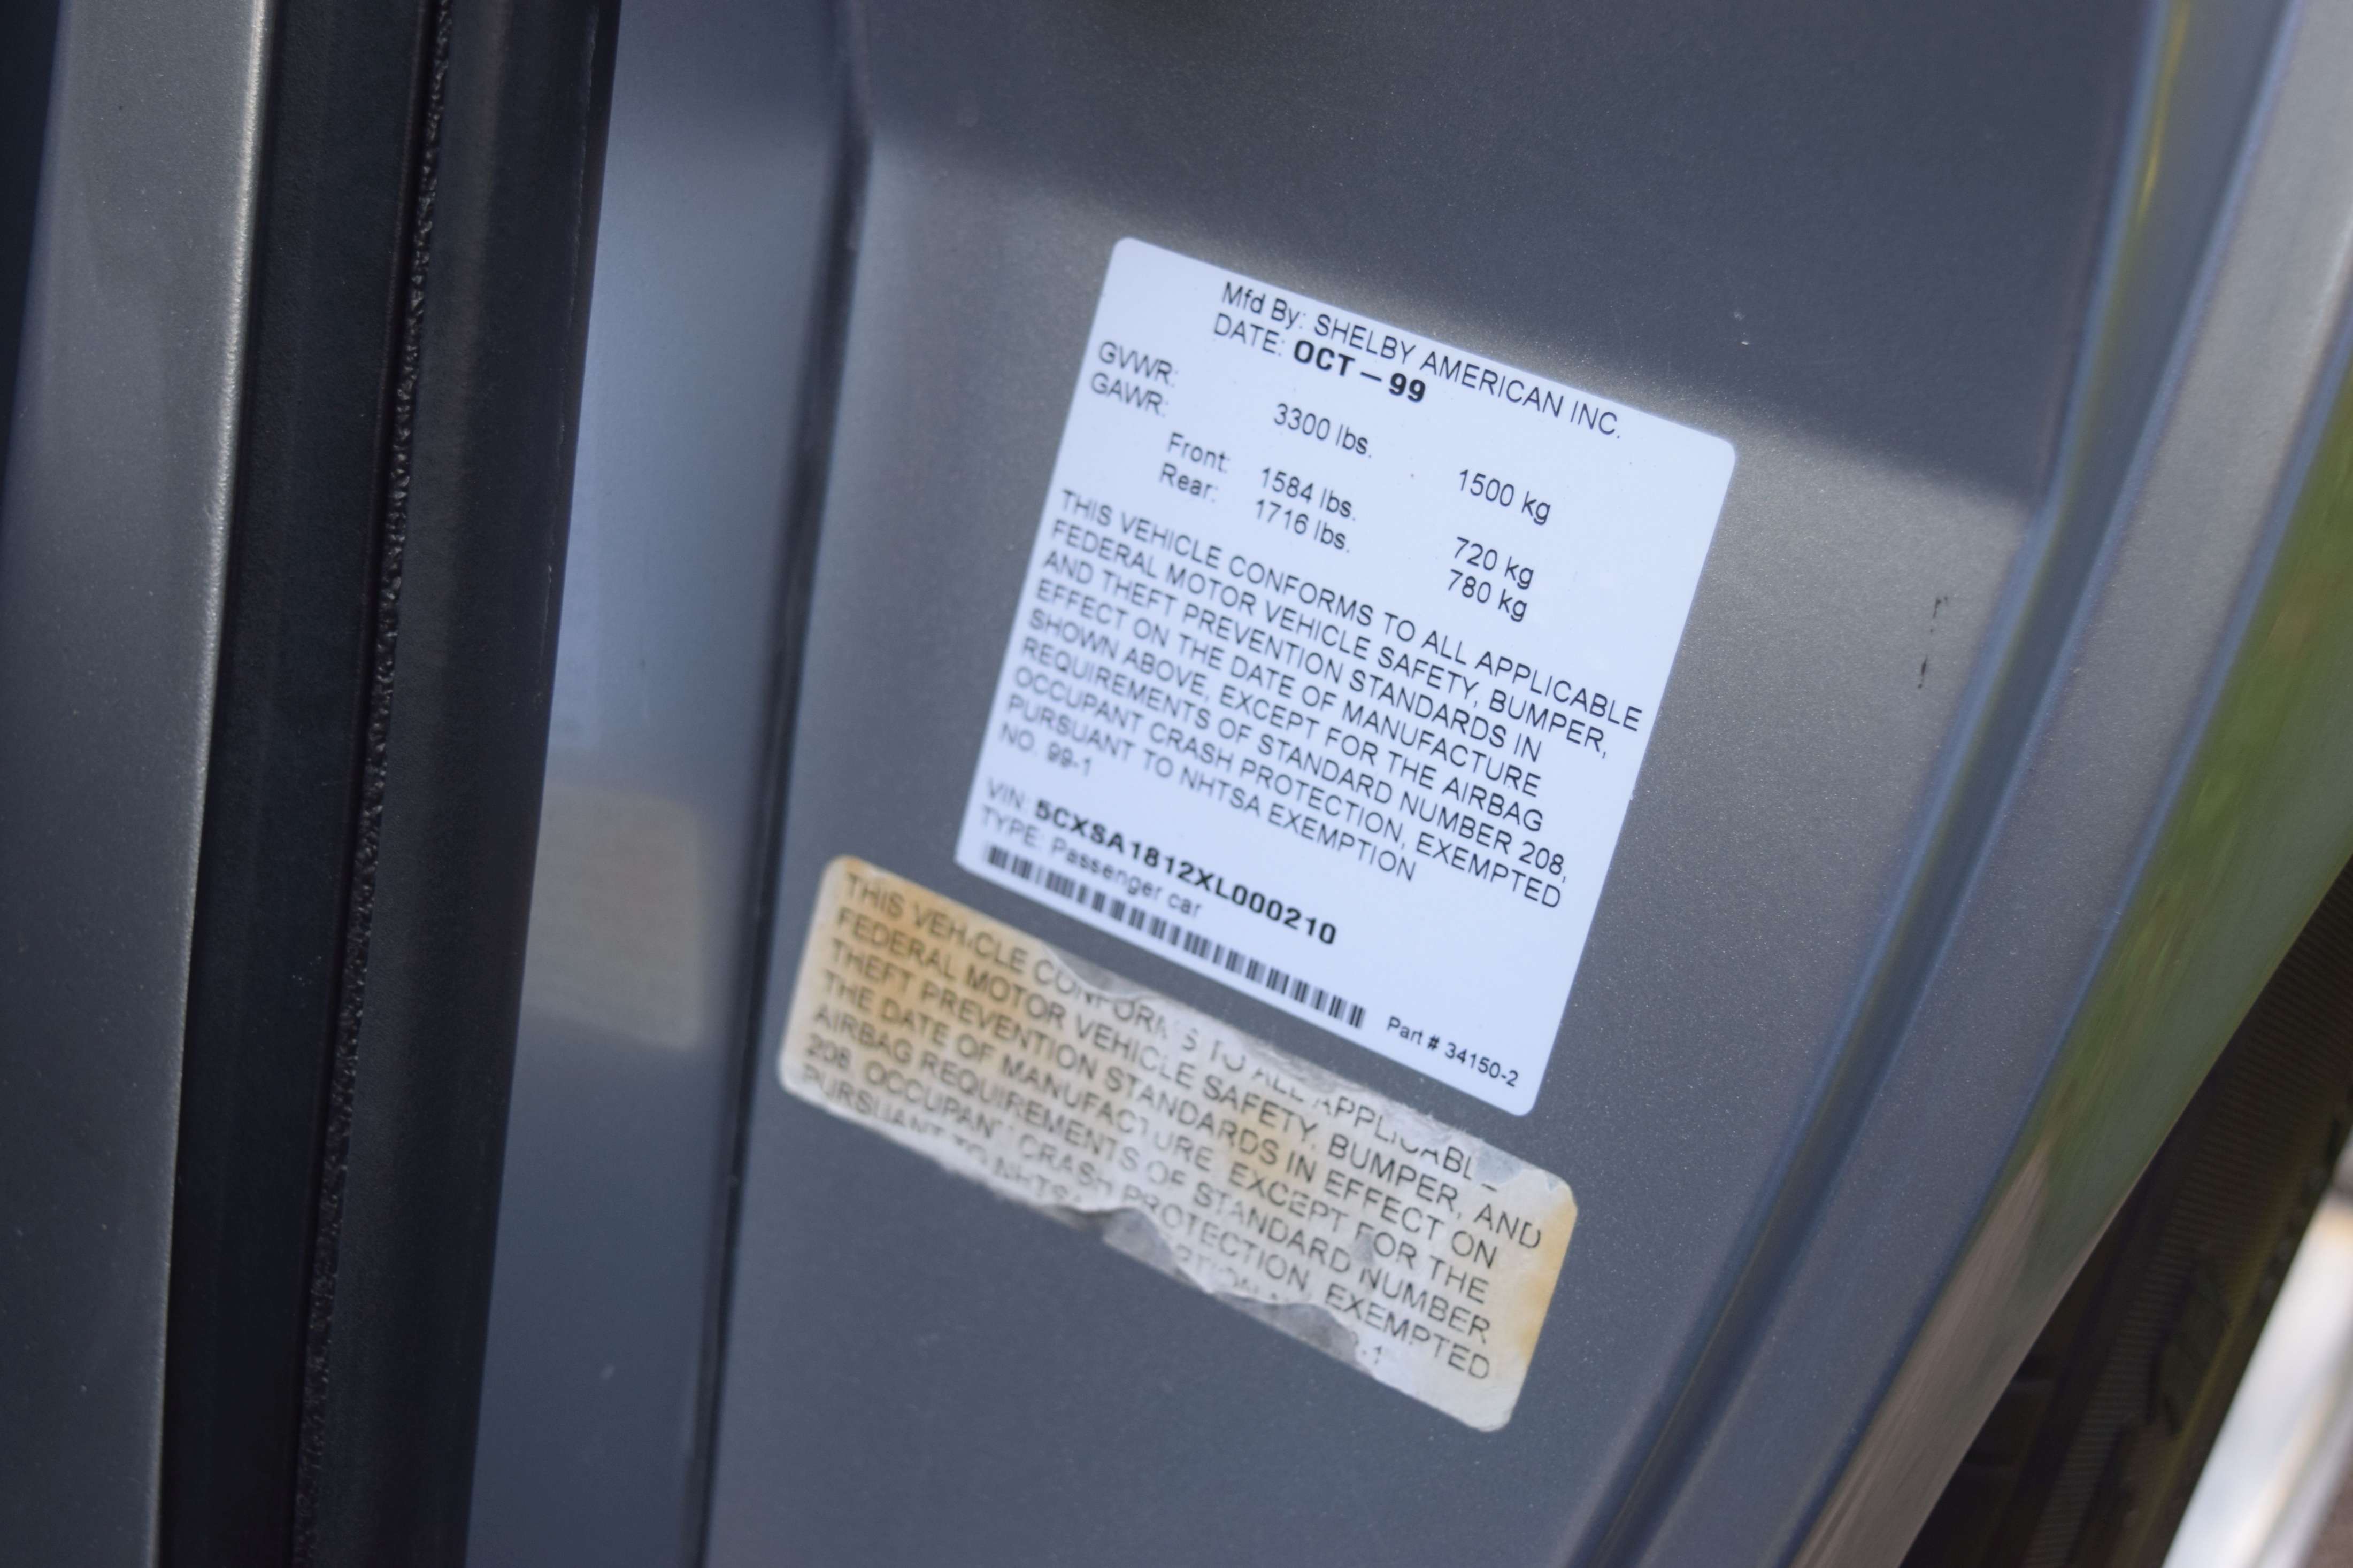 Mfd By: SHELBY AMERICAN INC.
DATE: OCT – 99
GVWR: 3300 lbs. 1500 kg
GAWR:
Front: 1584 lbs. 720 kg
Rear: 1716 lbs. 780 kg
THIS VEHICLE CONFORMS TO ALL APPLICABLE
FEDERAL MOTOR VEHICLE SAFETY, BUMPER,
AND THEFT PREVENTION STANDARDS IN
EFFECT ON THE DATE OF MANUFACTURE
SHOWN ABOVE, EXCEPT FOR THE AIRBAG
REQUIREMENTS OF STANDARD NUMBER 208,
OCCUPANT CRASH PROTECTION, EXEMPTED
PURSUANT TO NHTSA EXEMPTION
NO. 99-1
VIN: 5CXSA1812XL000210
TYPE: Passenger car
Part # 34150-2
THIS VEHICLE CONFORMS TO ALL APPLICABL
FEDERAL MOTOR VEHICLE SAFETY, BUMPER, AND
THEFT PREVENTION STANDARDS IN EFFECT ON
THE DATE OF MANUFACTURE EXCEPT FOR THE
AIRBAG REQUIREMENTS OF STANDARD NUMBER
208 OCCUPANT CRASH PROTECTION, EXEMPTED
PURSUANT TO NHTSA